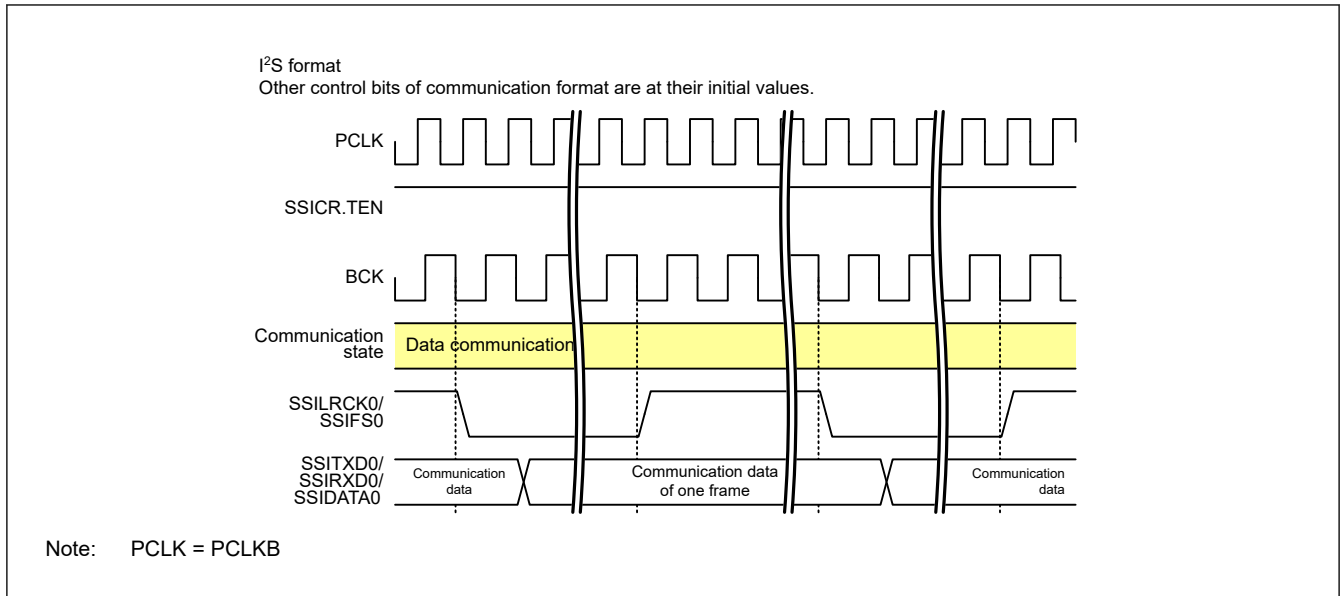 I²S format
Other control bits of communication format are at their initial values.
PCLK
SSICR.TEN
BCK
Communication
state
Data communication
SSILRCK0/
SSIFS0
SSITXD0/
SSIRXD0/
SSIDATA0
Communication
data
Communication data
of one frame
Communication
data
Note: PCLK = PCLKB